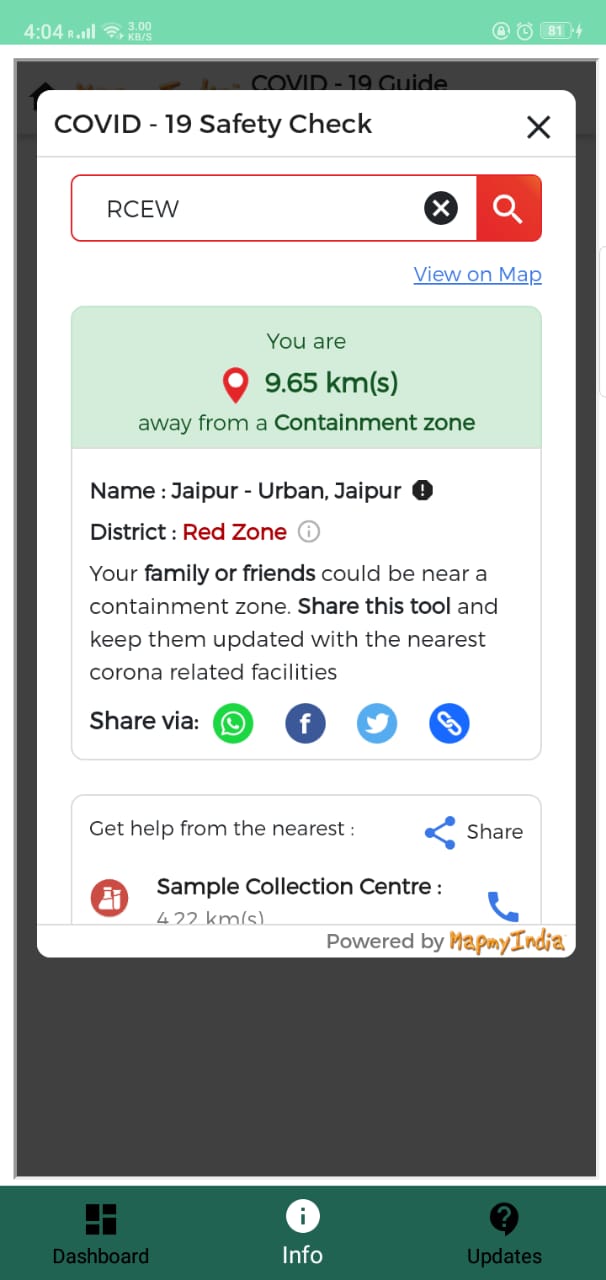 4:04 R 3.00 KB/S 81
COVID - 19 Guide
COVID - 19 Safety Check
RCEW
View on Map
You are
9.65 km(s)
away from a Containment zone
Name : Jaipur - Urban, Jaipur
District : Red Zone
Your family or friends could be near a
containment zone. Share this tool and
keep them updated with the nearest
corona related facilities
Share via:
Get help from the nearest :
Share
Sample Collection Centre :
4.22 km(s)
Powered by MapmyIndia
Dashboard
Info
Updates